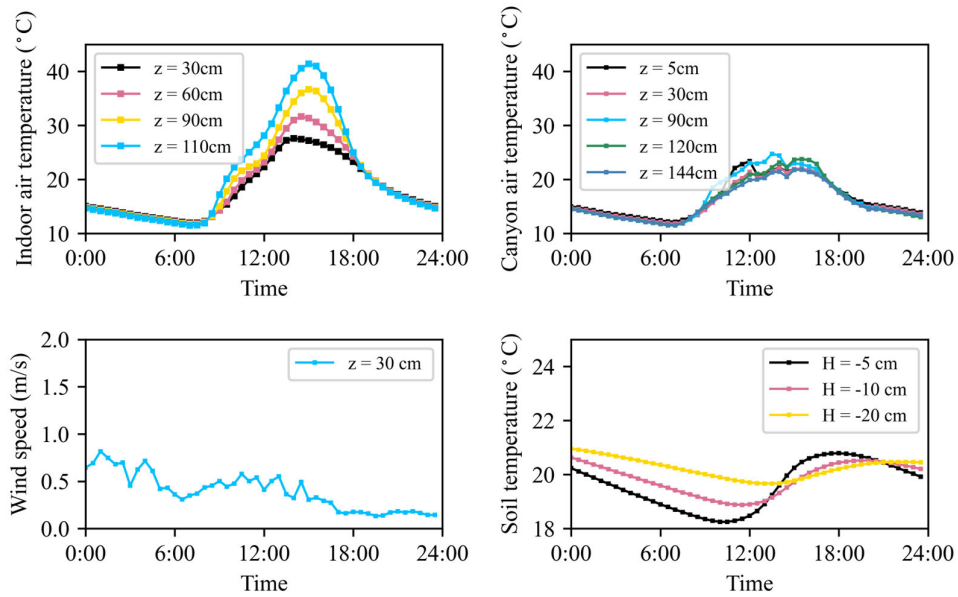 Indoor air temperature (°C)
40
30
20
10
z = 30cm
z = 60cm
z = 90cm
z = 110cm
0:00 6:00 12:00 18:00 24:00
Time
Canyon air temperature (°C)
40
30
20
10
z = 5cm
z = 30cm
z = 90cm
z = 120cm
z = 144cm
0:00 6:00 12:00 18:00 24:00
Time
Wind speed (m/s)
2.0
1.5
1.0
0.5
0.0
z = 30 cm
0:00 6:00 12:00 18:00 24:00
Time
Soil temperature (°C)
24
22
20
18
H = -5 cm
H = -10 cm
H = -20 cm
0:00 6:00 12:00 18:00 24:00
Time